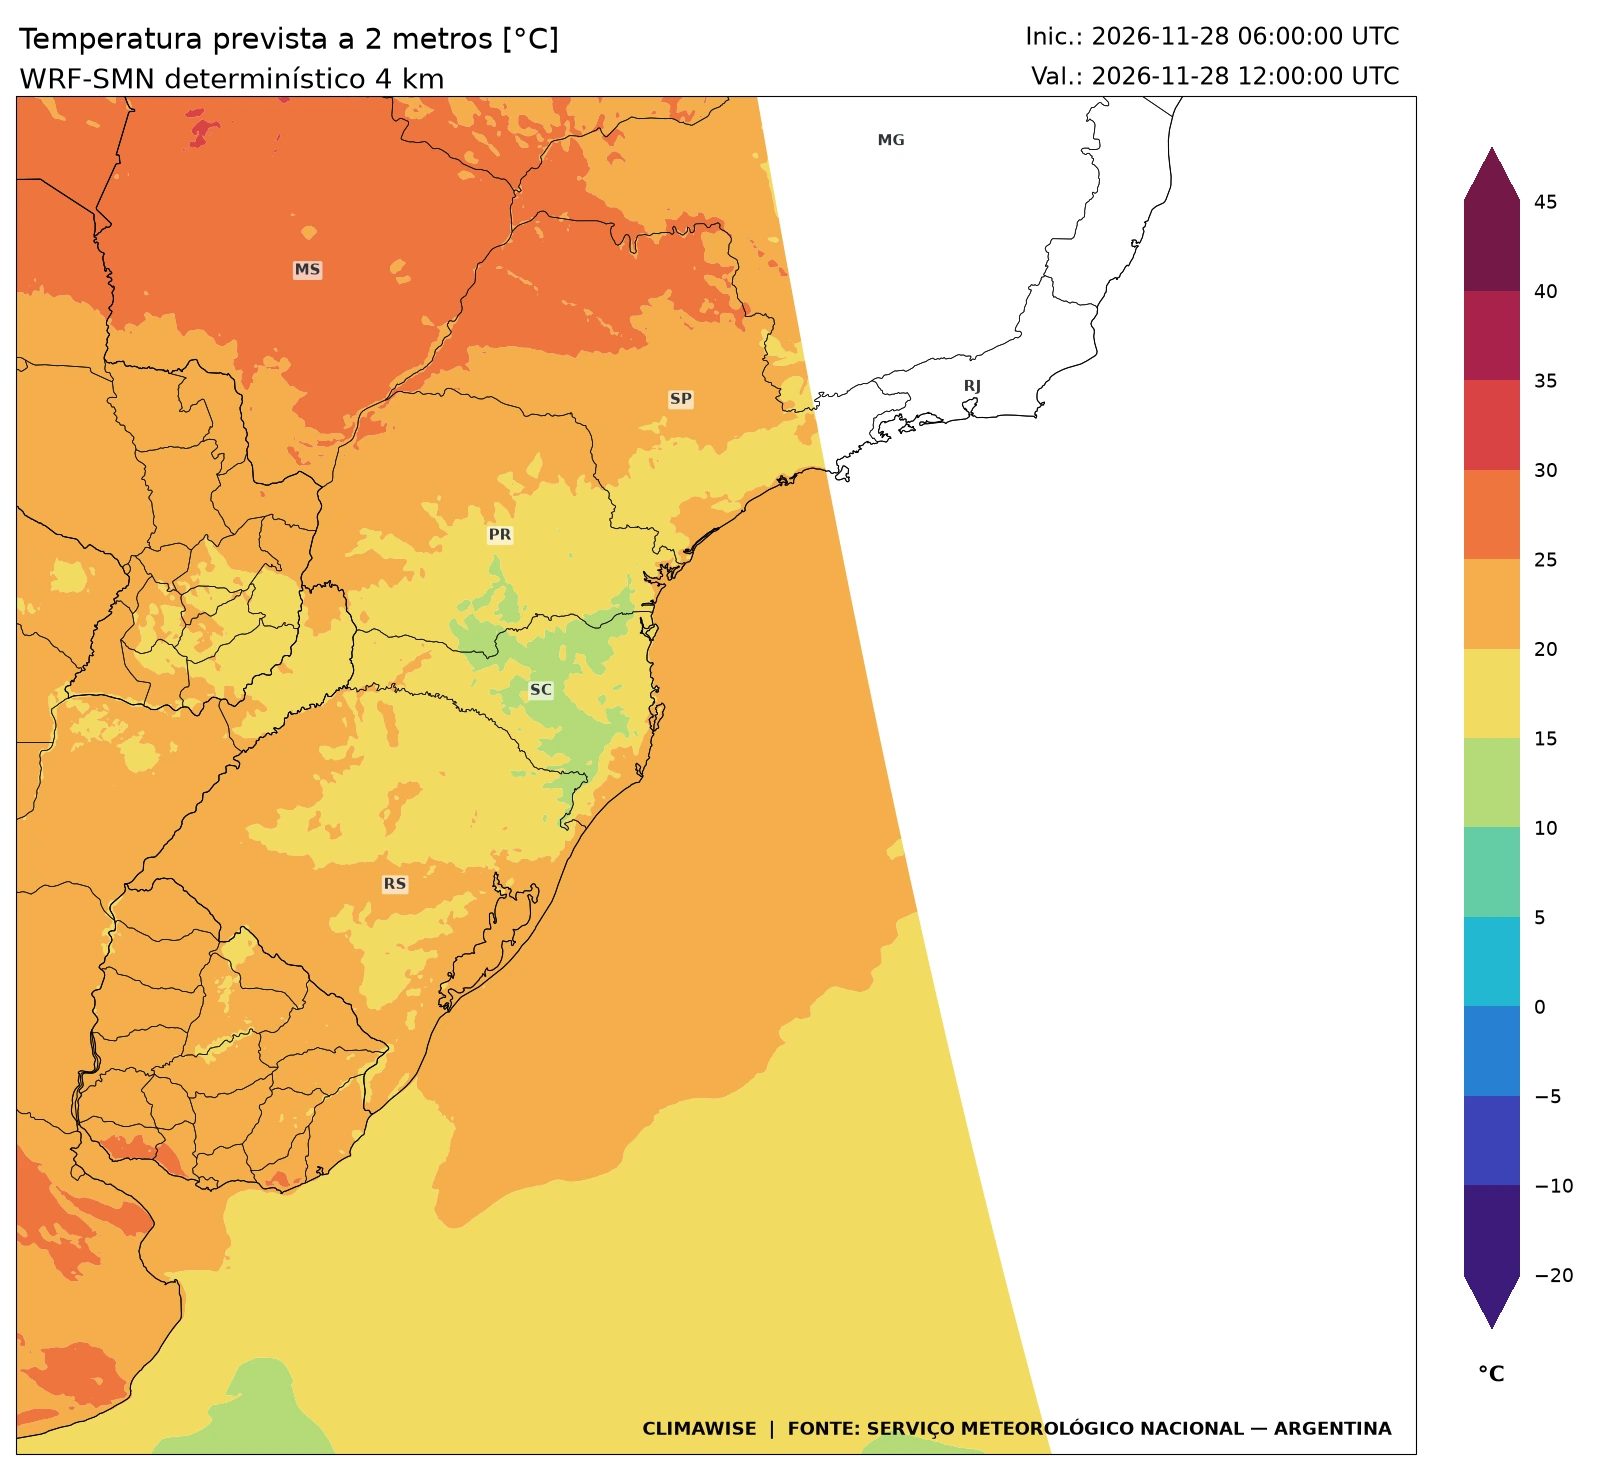 Temperatura prevista a 2 metros [°C]
WRF-SMN determinístico 4 km
Inic.: 2026-11-28 06:00:00 UTC
Val.: 2026-11-28 12:00:00 UTC
MG
MS
RJ
SP
PR
SC
RS
45
40
35
30
25
20
15
10
5
0
−5
−10
−20
°C
CLIMAWISE | FONTE: SERVIÇO METEOROLÓGICO NACIONAL — ARGENTINA